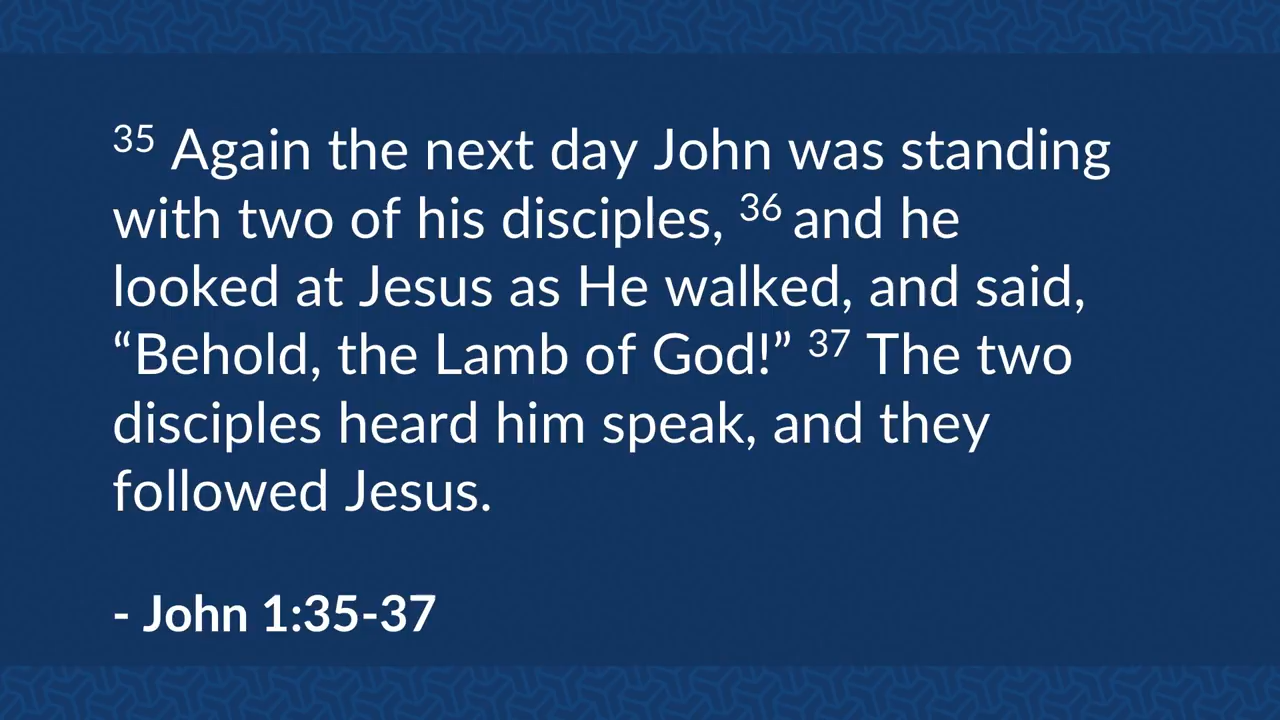 35 Again the next day John was standing
with two of his disciples, 36 and he
looked at Jesus as He walked, and said,
“Behold, the Lamb of God!” 37 The two
disciples heard him speak, and they
followed Jesus.
- John 1:35-37